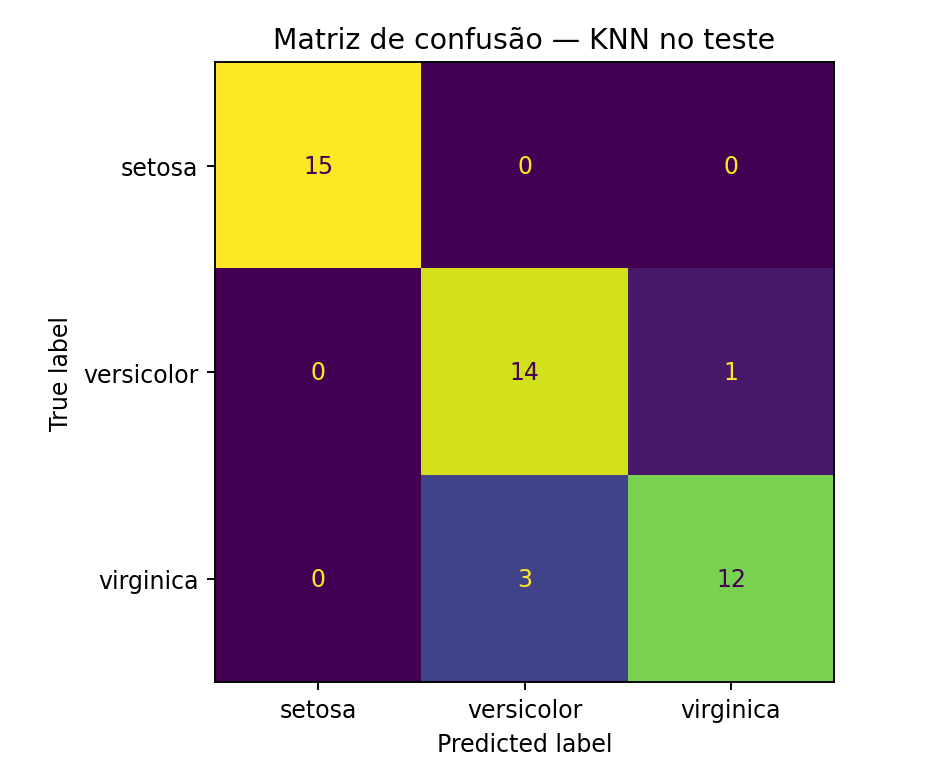 Matriz de confusão — KNN no teste
True label
setosa
15 0 0
versicolor
0 14 1
virginica
0 3 12
setosa versicolor virginica
Predicted label